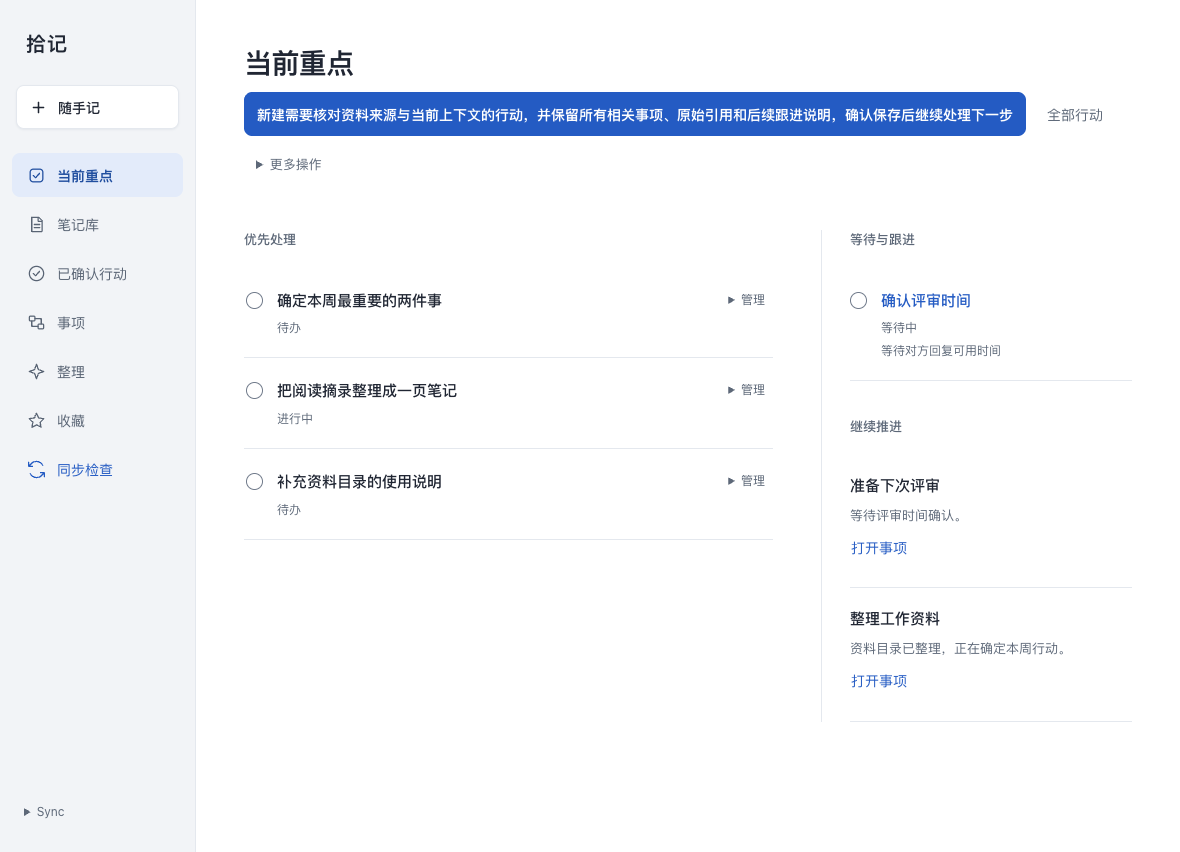 拾记
随手记
当前重点
笔记库
已确认行动
事项
整理
收藏
同步检查
Sync
当前重点
新建需要核对资料来源与当前上下文的行动，并保留所有相关事项、原始引用和后续跟进说明，确认保存后继续处理下一步
全部行动
更多操作
优先处理
确定本周最重要的两件事
管理
待办
把阅读摘录整理成一页笔记
管理
进行中
补充资料目录的使用说明
管理
待办
等待与跟进
确认评审时间
等待中
等待对方回复可用时间
继续推进
准备下次评审
等待评审时间确认。
打开事项
整理工作资料
资料目录已整理，正在确定本周行动。
打开事项